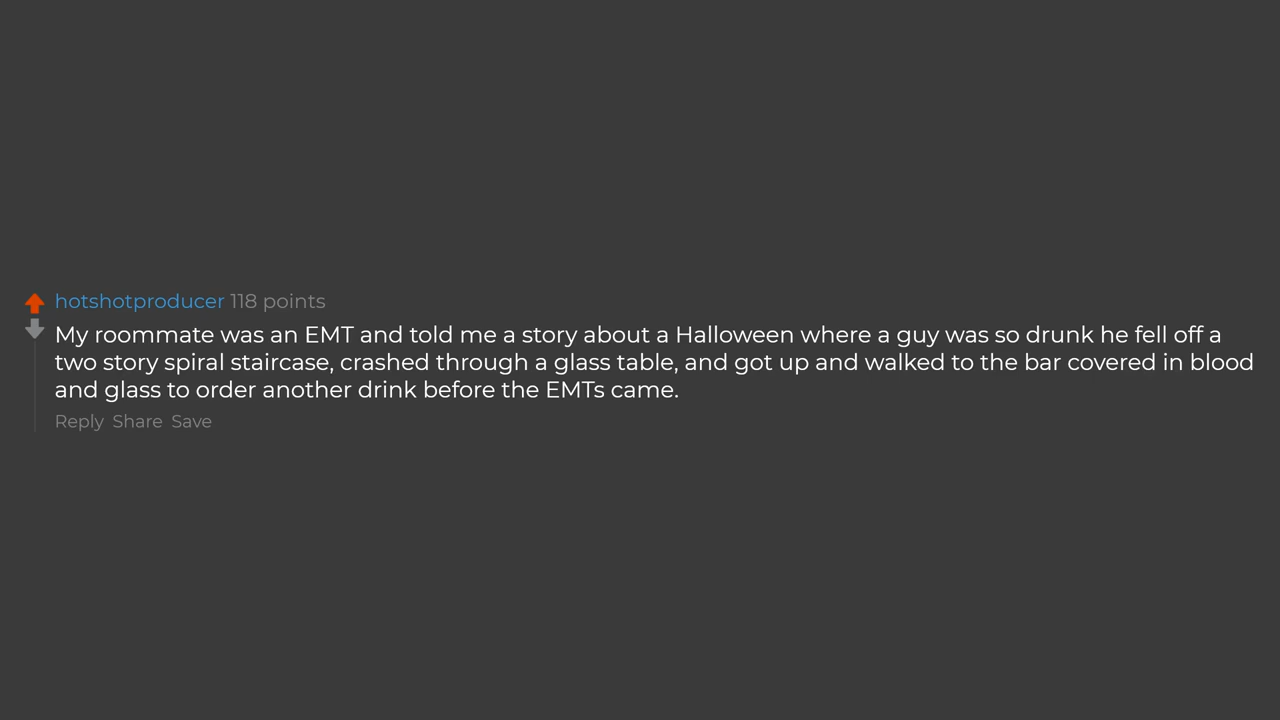 hotshotproducer 118 points
My roommate was an EMT and told me a story about a Halloween where a guy was so drunk he fell off a
two story spiral staircase, crashed through a glass table, and got up and walked to the bar covered in blood
and glass to order another drink before the EMTs came.
Reply Share Save